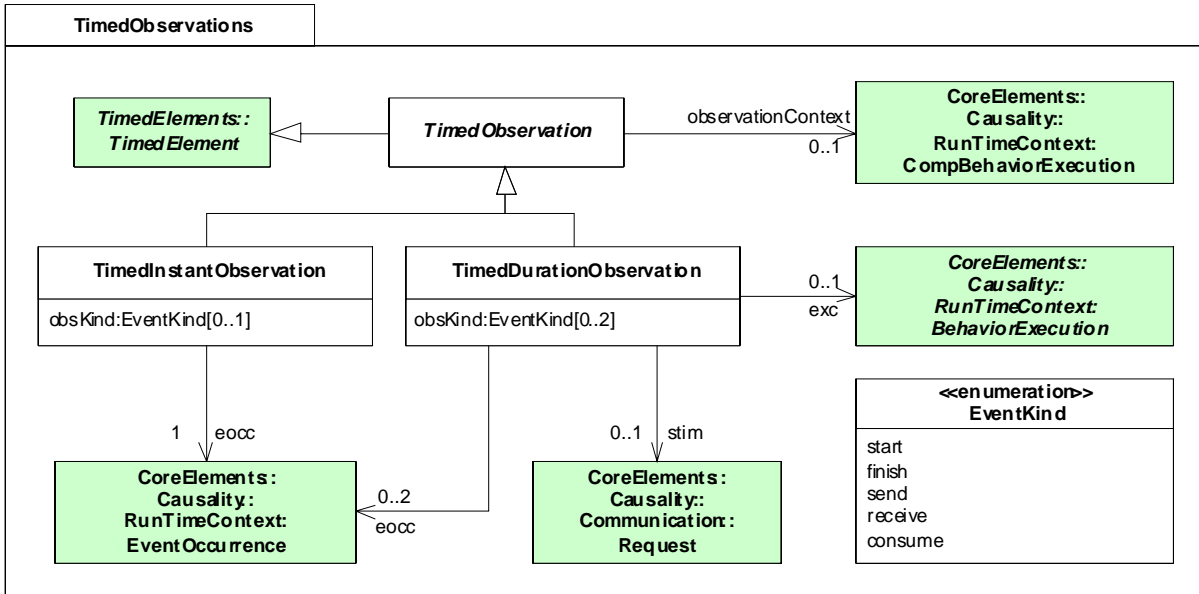 TimedObservations
TimedElements::
TimedElement
TimedObservation
observationContext
0..1
CoreElements::
Causality::
RunTimeContext:
CompBehaviorExecution
TimedInstantObservation
obsKind:EventKind[0..1]
TimedDurationObservation
obsKind:EventKind[0..2]
0..1
exc
CoreElements::
Causality::
RunTimeContext:
BehaviorExecution
<<enumeration>>
EventKind
start
finish
send
receive
consume
1 eocc
0..1 stim
CoreElements::
Causality::
RunTimeContext:
EventOccurrence
0..2
eocc
CoreElements::
Causality::
Communication::
Request